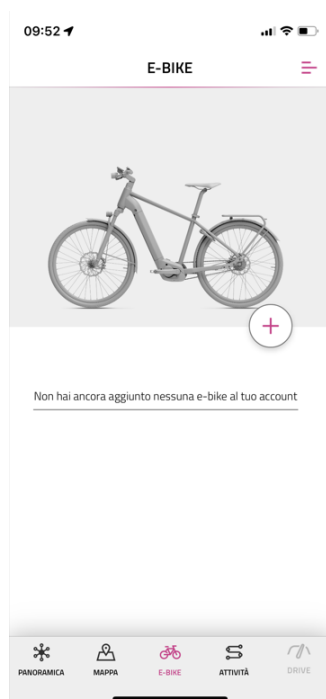 09:52
E-BIKE
Non hai ancora aggiunto nessuna e-bike al tuo account
PANORAMICA MAPPA E-BIKE ATTIVITÀ DRIVE